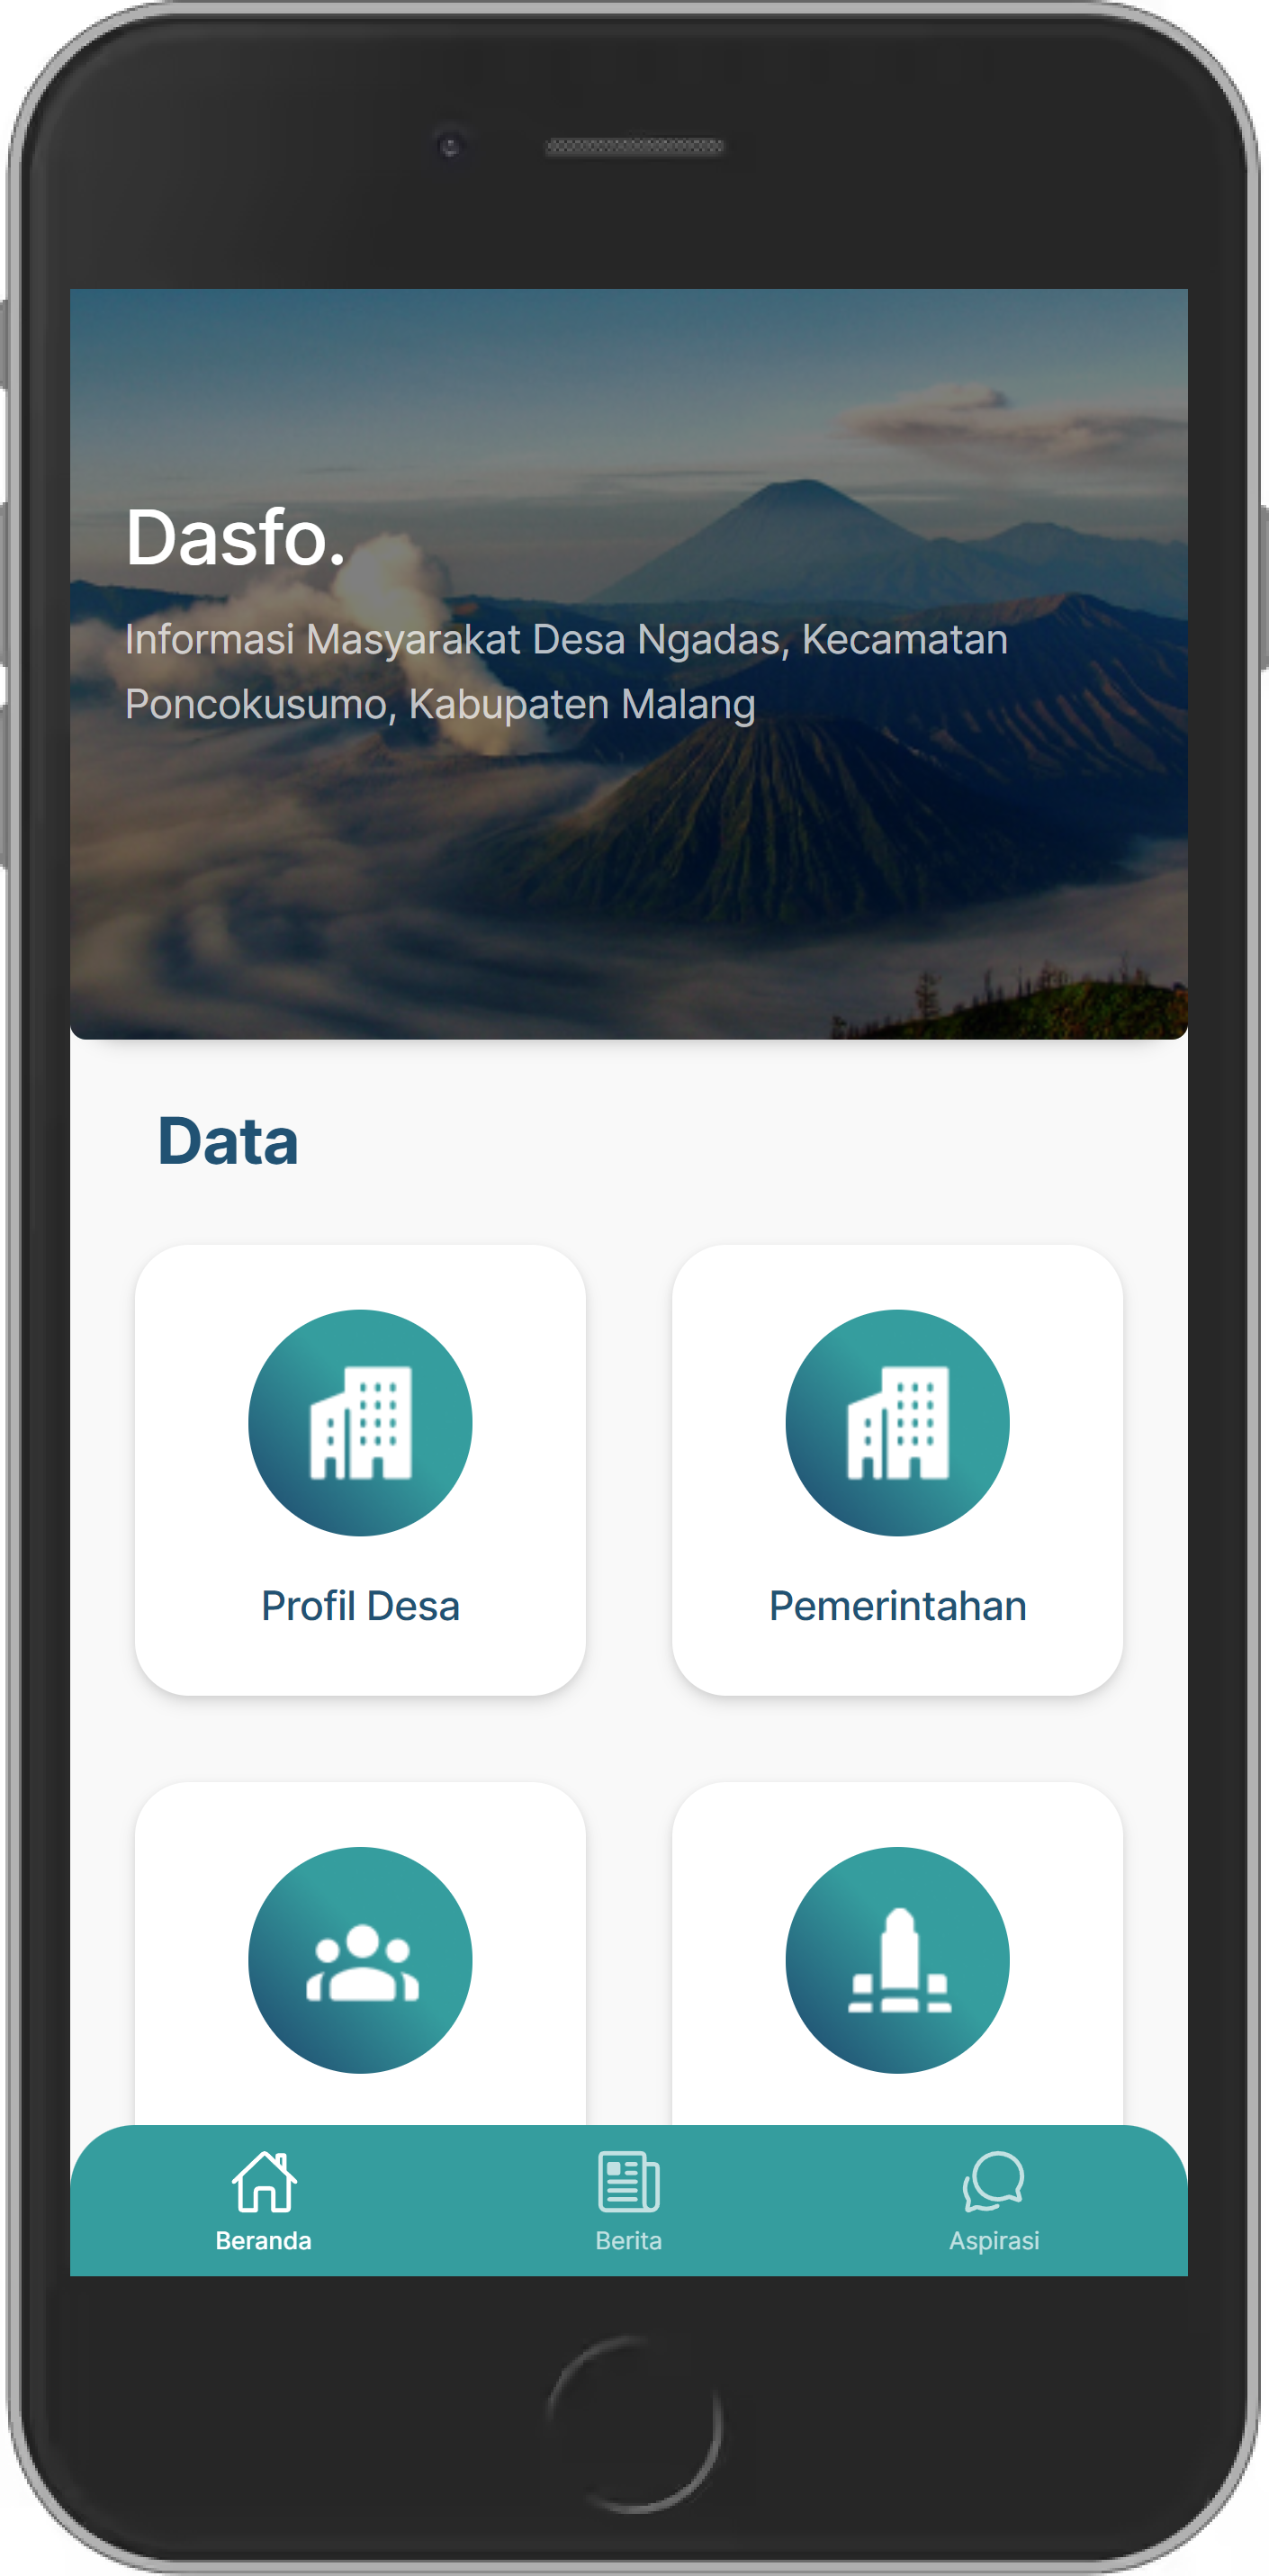 Dasfo.
Informasi Masyarakat Desa Ngadas, Kecamatan
Poncokusumo, Kabupaten Malang
Data
Profil Desa
Pemerintahan
Beranda
Berita
Aspirasi